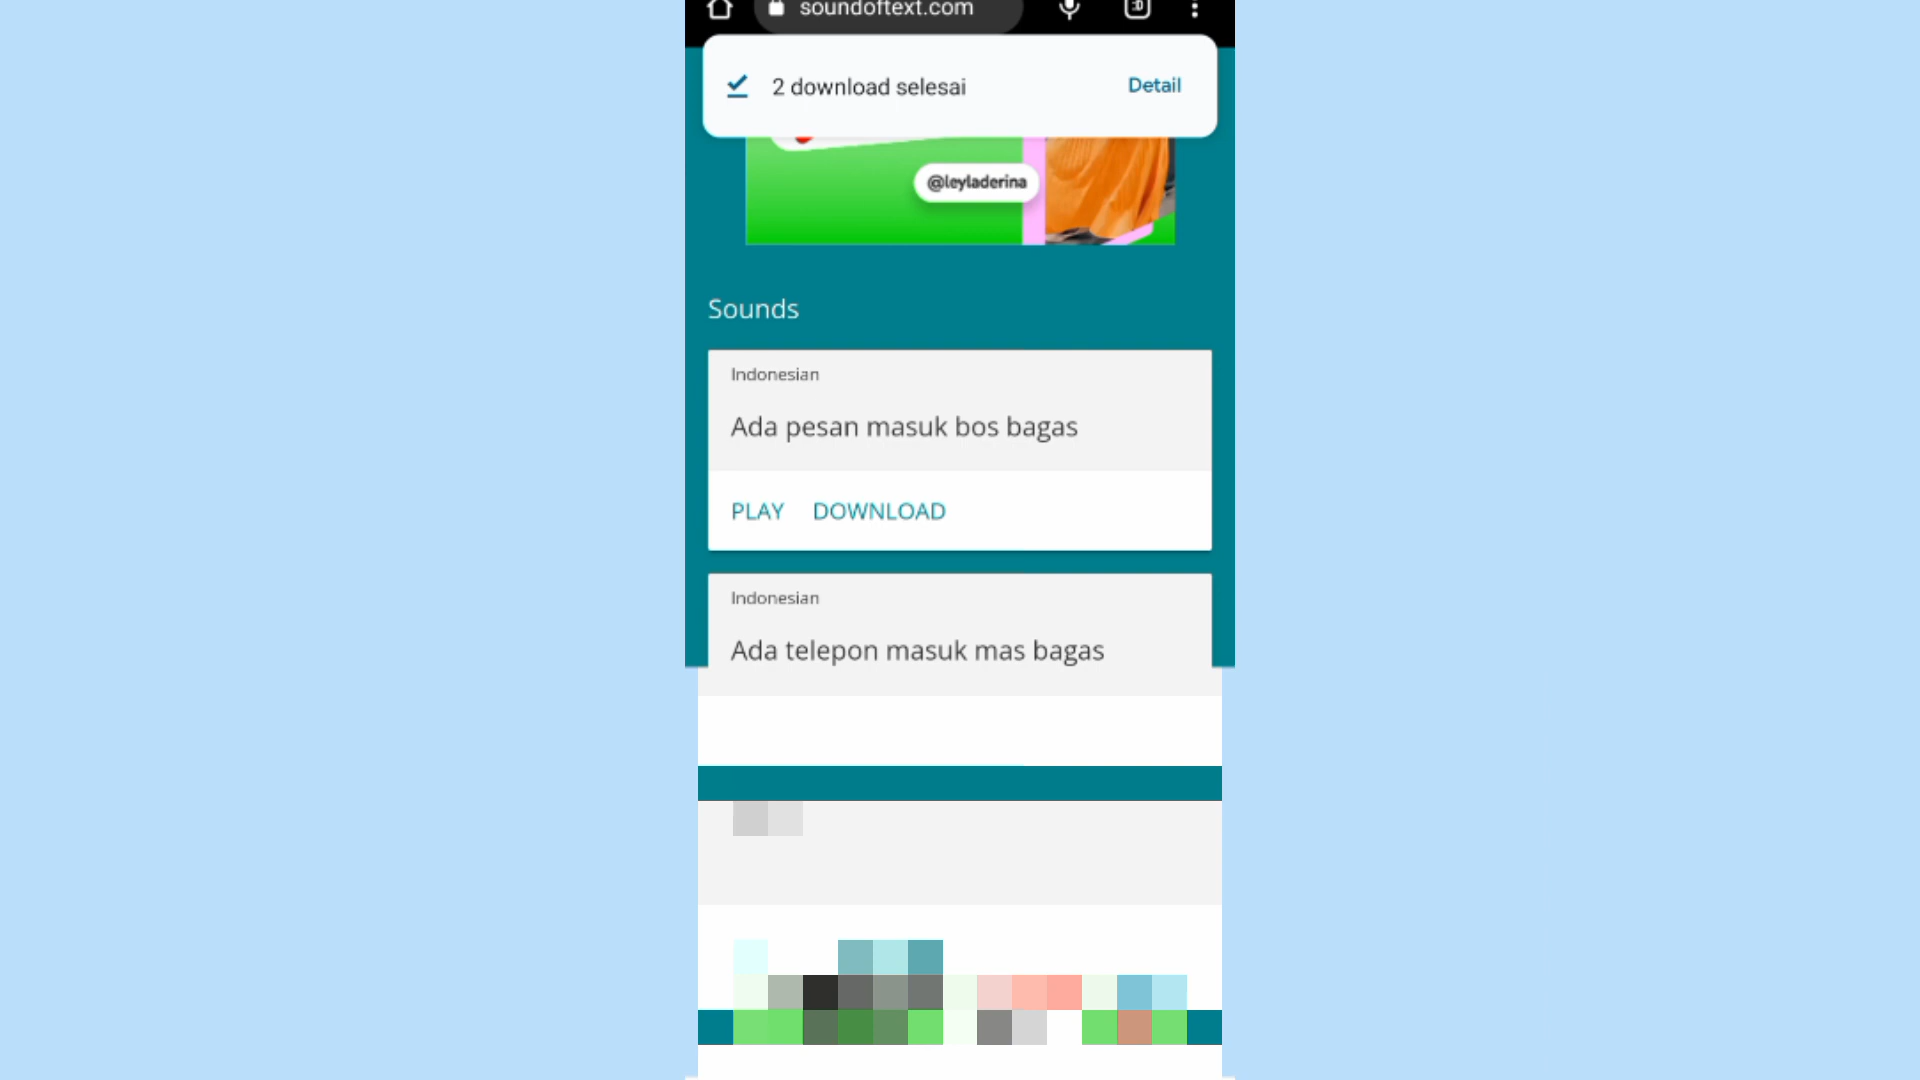 soundoftext.com
2 download selesai
Detail
@leyladerina
Sounds
Indonesian
Ada pesan masuk bos bagas
PLAY DOWNLOAD
Indonesian
Ada telepon masuk mas bagas